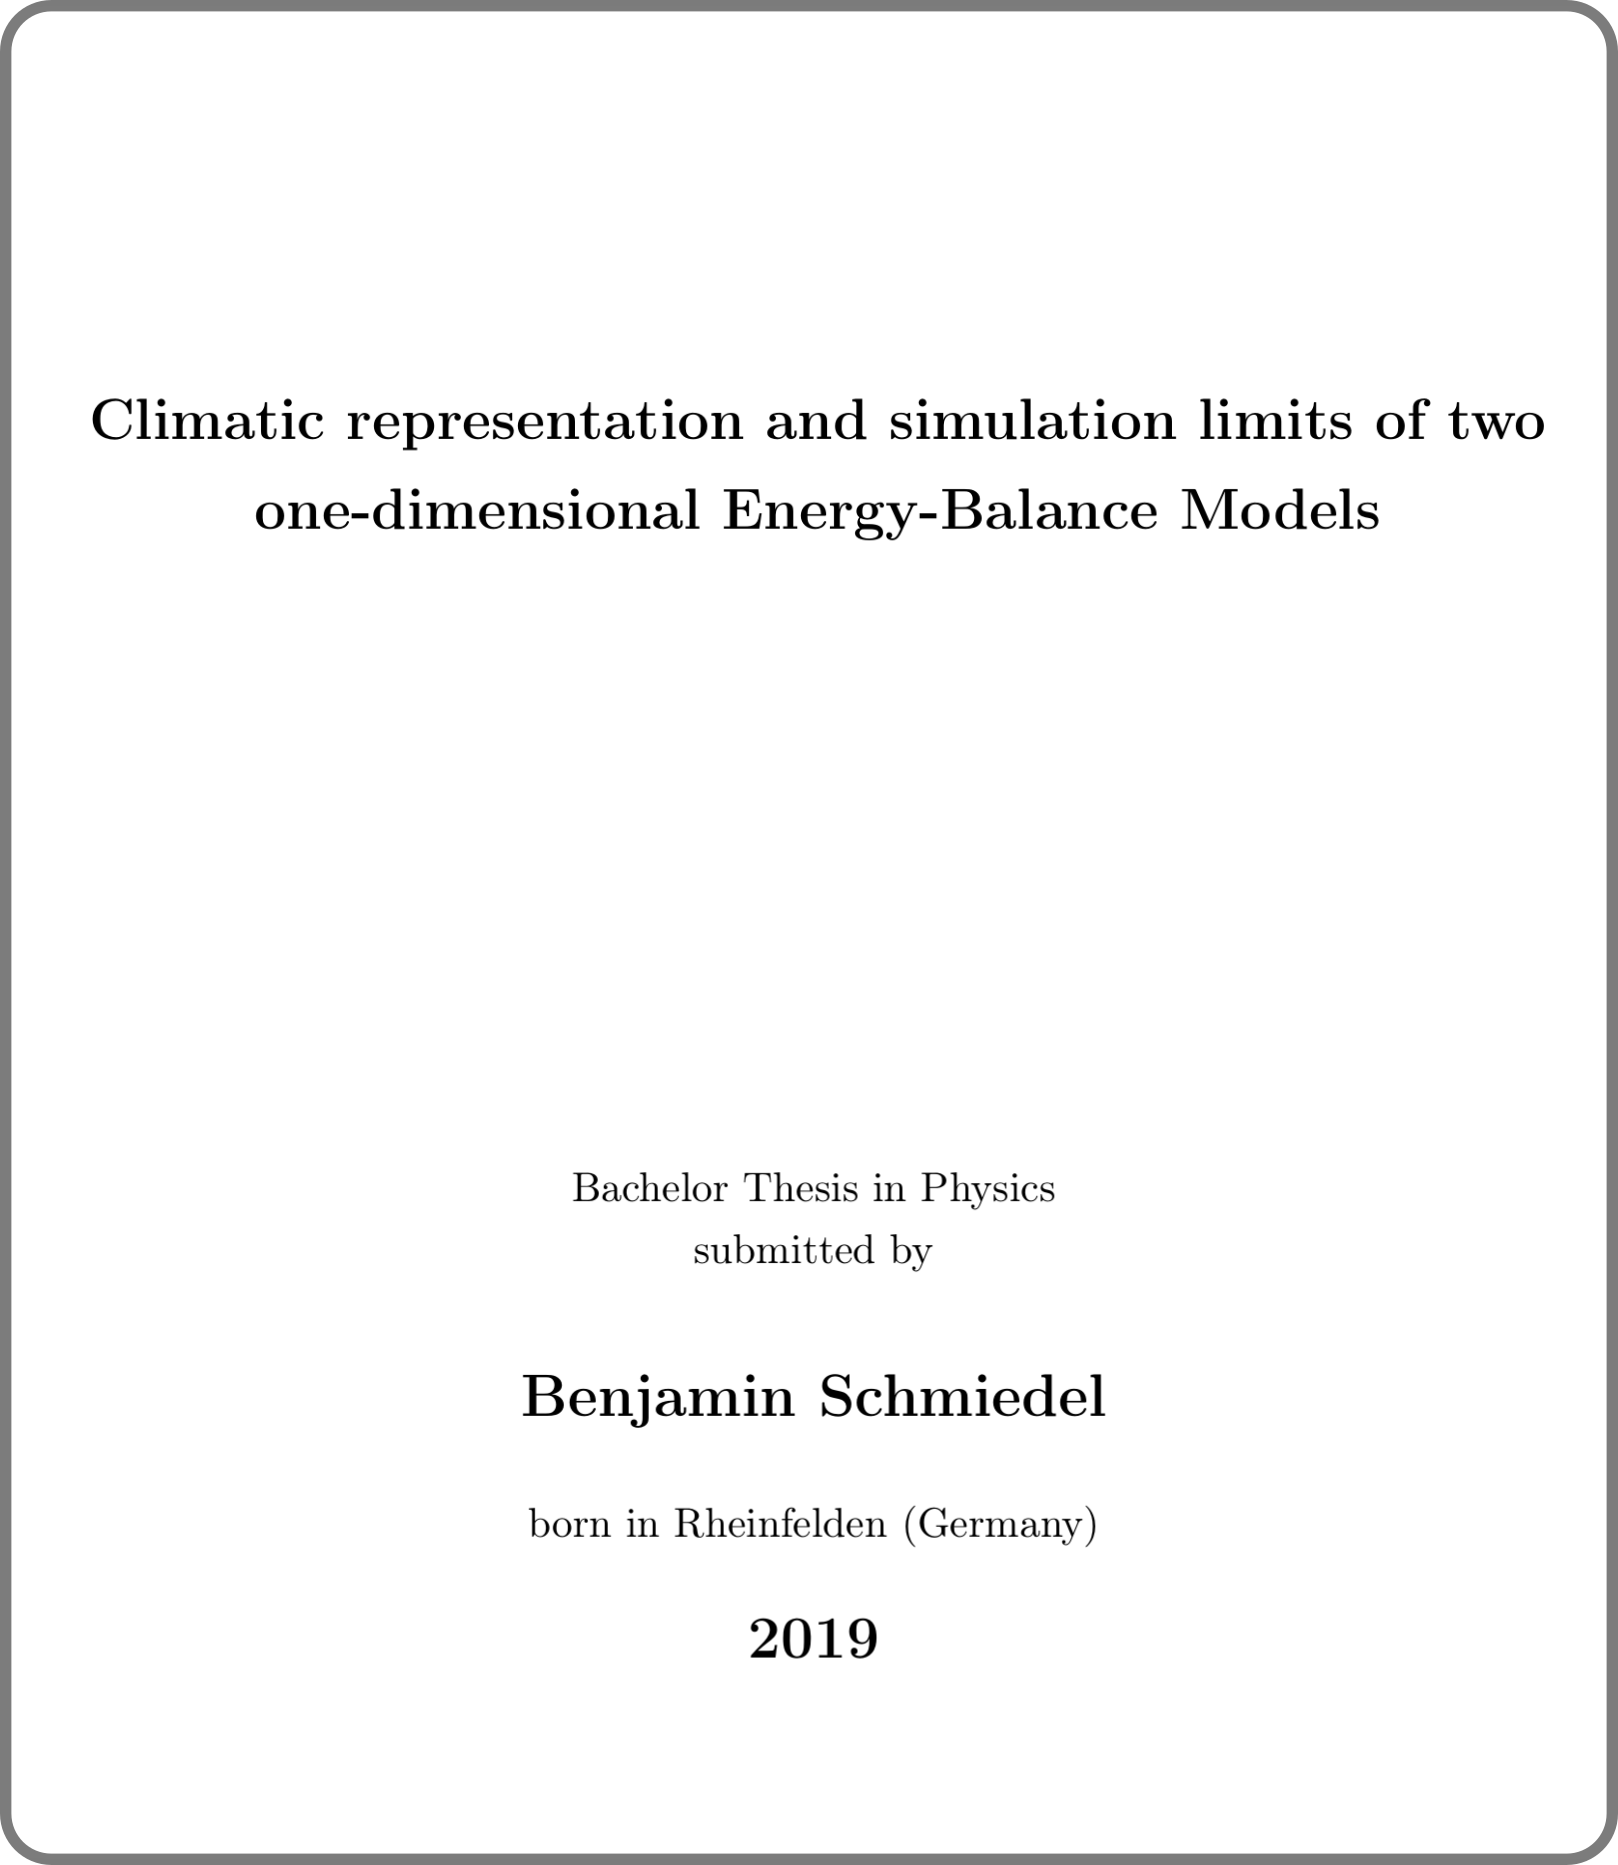 Climatic representation and simulation limits of two
one-dimensional Energy-Balance Models
Bachelor Thesis in Physics
submitted by
Benjamin Schmiedel
born in Rheinfelden (Germany)
2019